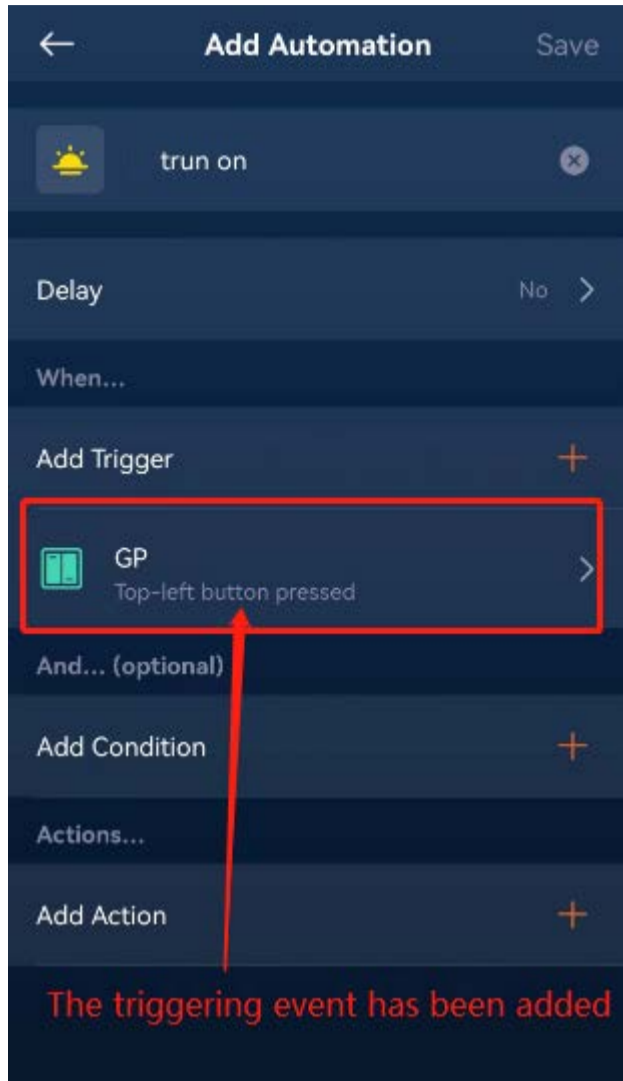 Add Automation Save
trun on
Delay No
When...
Add Trigger
GP
Top-left button pressed
And... (optional)
Add Condition
Actions...
Add Action
The triggering event has been added